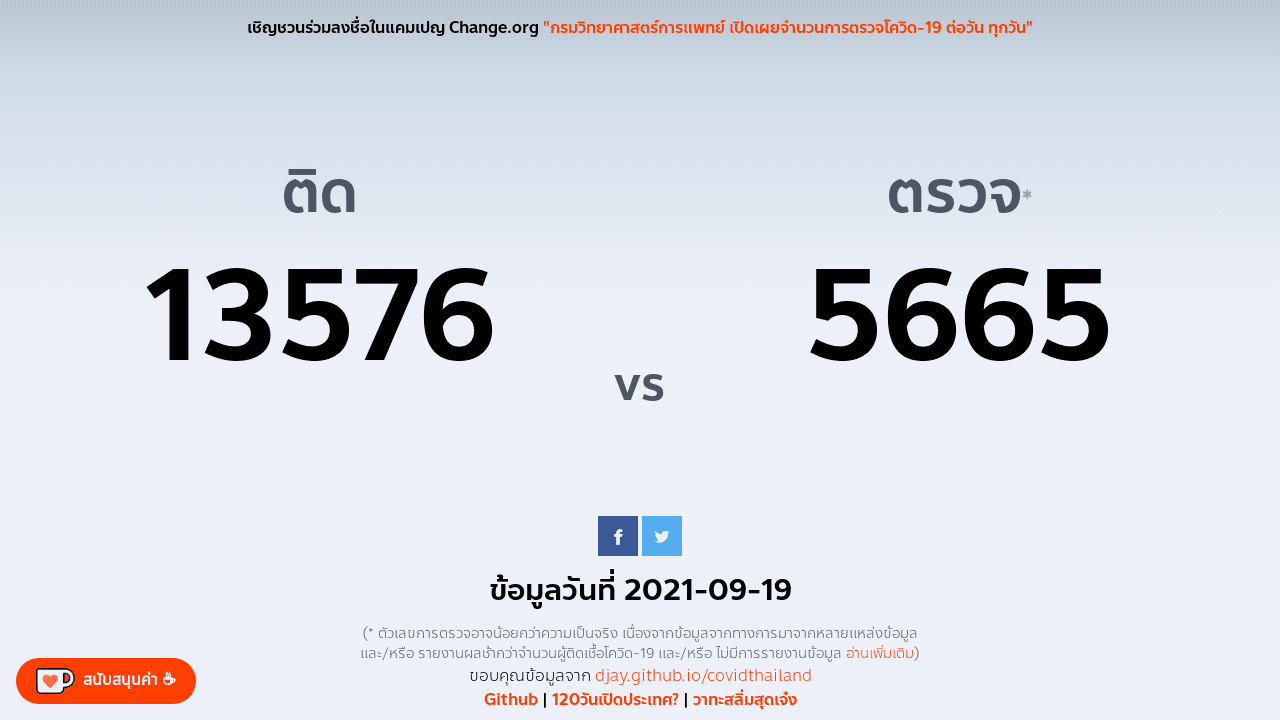 เชิญชวนร่วมลงชื่อในแคมเปญ Change.org "กรมวิทยาศาสตร์การแพทย์ เปิดเผยจำนวนการตรวจโควิด-19 ต่อวัน ทุกวัน"
ติด
13576
vs
ตรวจ*
5665
ข้อมูลวันที่ 2021-09-19
(* ตัวเลขการตรวจอาจน้อยกว่าความเป็นจริง เนื่องจากข้อมูลจากทางการมาจากหลายแหล่งข้อมูล
และ/หรือ รายงานผลช้ากว่าจำนวนผู้ติดเชื้อโควิด-19 และ/หรือ ไม่มีการรายงานข้อมูล อ่านเพิ่มเติม)
ขอบคุณข้อมูลจาก djay.github.io/covidthailand
Github | 120วันเปิดประเทศ? | วาทะสลิ่มสุดเจ๋ง
สนับสนุนค่า ☕